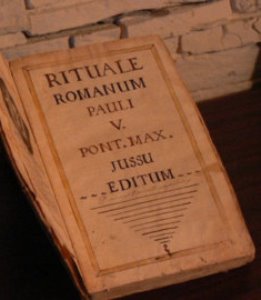 RITUALE
ROMANUM
PAULI
V.
PONT. MAX.
JUSSU
EDITUM